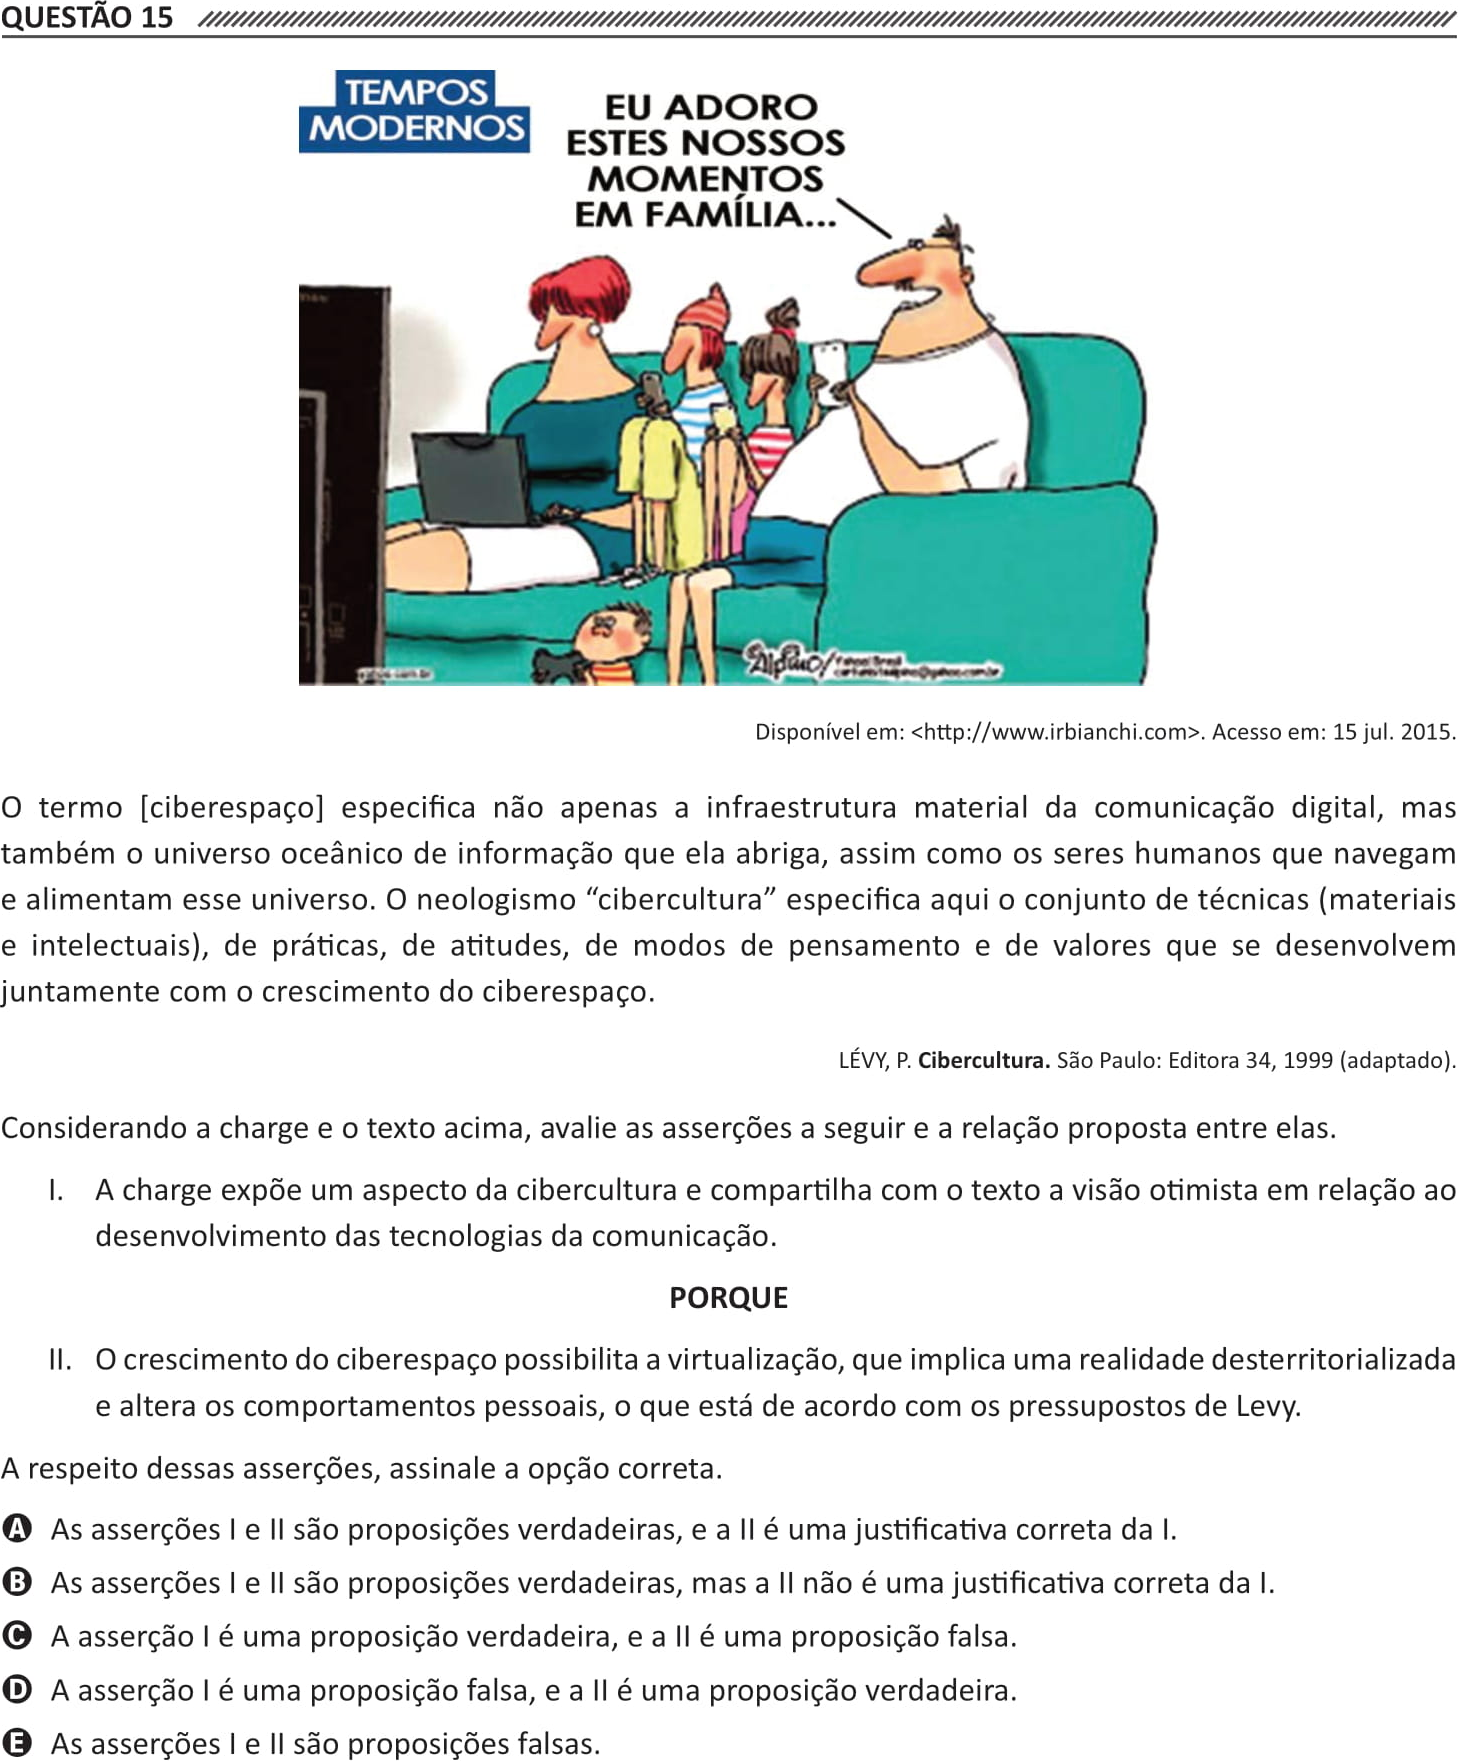 QUESTÃO 15
TEMPOS
MODERNOS
EU ADORO
ESTES NOSSOS
MOMENTOS
EM FAMÍLIA...
Disponível em: <http://www.irbianchi.com>. Acesso em: 15 jul. 2015.
O termo [ciberespaço] especifica não apenas a infraestrutura material da comunicação digital, mas
também o universo oceânico de informação que ela abriga, assim como os seres humanos que navegam
e alimentam esse universo. O neologismo “cibercultura” especifica aqui o conjunto de técnicas (materiais
e intelectuais), de práticas, de atitudes, de modos de pensamento e de valores que se desenvolvem
juntamente com o crescimento do ciberespaço.
LÉVY, P. Cibercultura. São Paulo: Editora 34, 1999 (adaptado).
Considerando a charge e o texto acima, avalie as asserções a seguir e a relação proposta entre elas.
I. A charge expõe um aspecto da cibercultura e compartilha com o texto a visão otimista em relação ao
desenvolvimento das tecnologias da comunicação.
PORQUE
II. O crescimento do ciberespaço possibilita a virtualização, que implica uma realidade desterritorializada
e altera os comportamentos pessoais, o que está de acordo com os pressupostos de Levy.
A respeito dessas asserções, assinale a opção correta.
A As asserções I e II são proposições verdadeiras, e a II é uma justificativa correta da I.
B As asserções I e II são proposições verdadeiras, mas a II não é uma justificativa correta da I.
C A asserção I é uma proposição verdadeira, e a II é uma proposição falsa.
D A asserção I é uma proposição falsa, e a II é uma proposição verdadeira.
E As asserções I e II são proposições falsas.